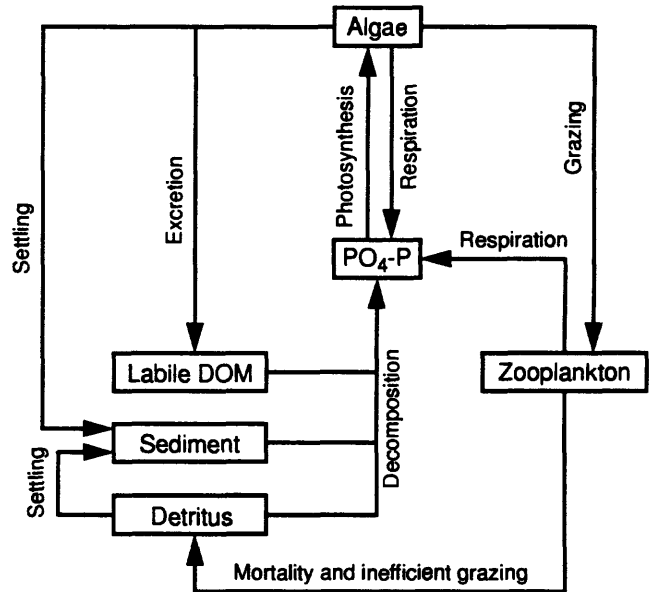 Algae
Settling
Excretion
Photosynthesis
Respiration
Grazing
PO₄-P
Respiration
Labile DOM
Zooplankton
Sediment
Decomposition
Settling
Detritus
Mortality and inefficient grazing